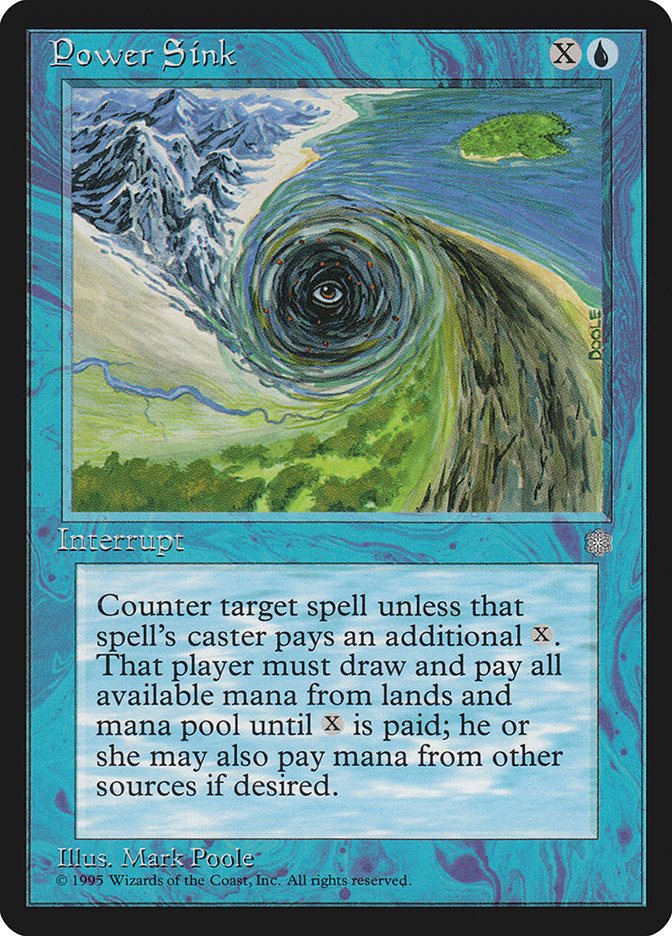 Power Sink X
POOLE
Interrupt
Counter target spell unless that
spell's caster pays an additional X.
That player must draw and pay all
available mana from lands and
mana pool until X is paid; he or
she may also pay mana from other
sources if desired.
Illus. Mark Poole
© 1995 Wizards of the Coast, Inc. All rights reserved.